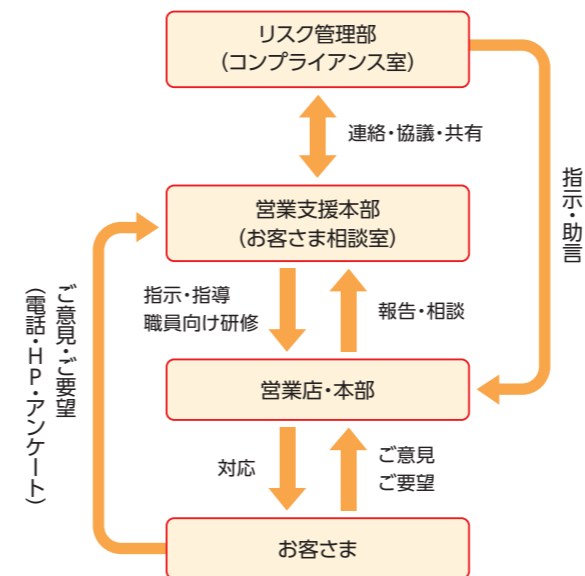 リスク管理部
（コンプライアンス室）
連絡・協議・共有
指示・助言
営業支援本部
（お客さま相談室）
指示・指導
職員向け研修
報告・相談
ご意見・ご要望
（電話・HP・アンケート）
営業店・本部
対応
ご意見
ご要望
お客さま